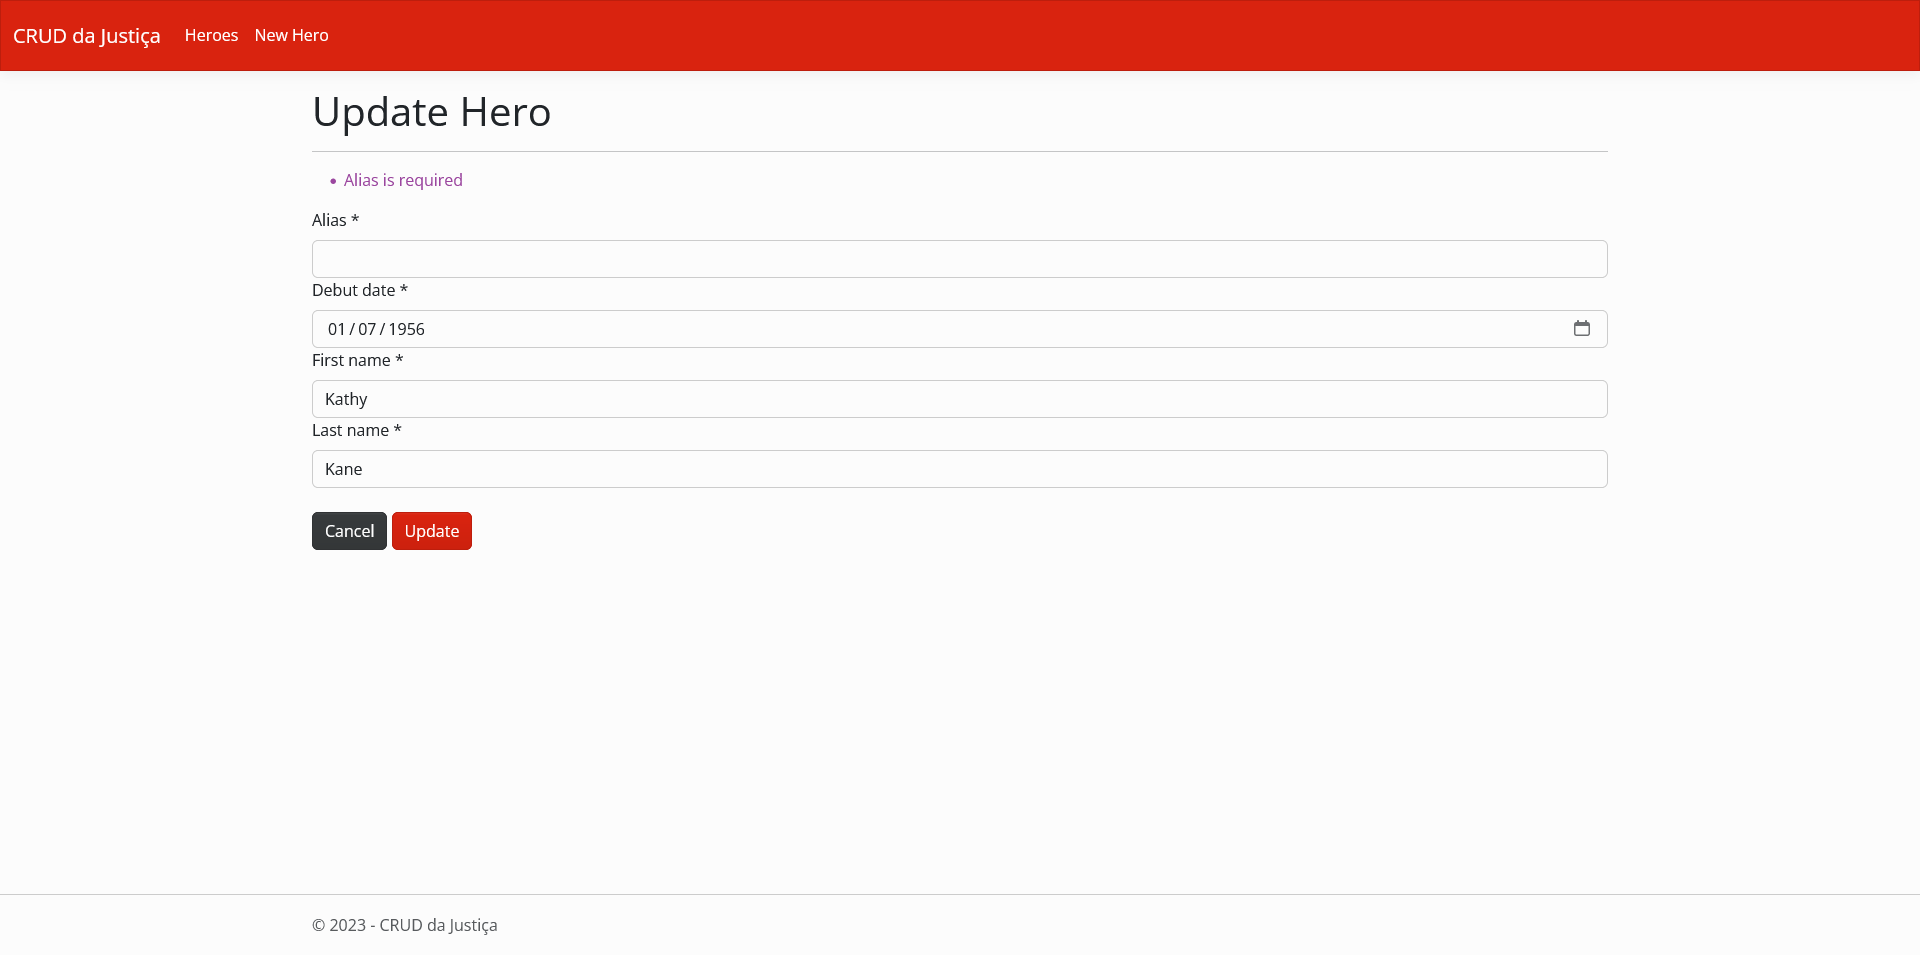 CRUD da Justiça Heroes New Hero
Update Hero
• Alias is required
Alias *
Debut date *
01 / 07 / 1956
First name *
Kathy
Last name *
Kane
Cancel Update
© 2023 - CRUD da Justiça